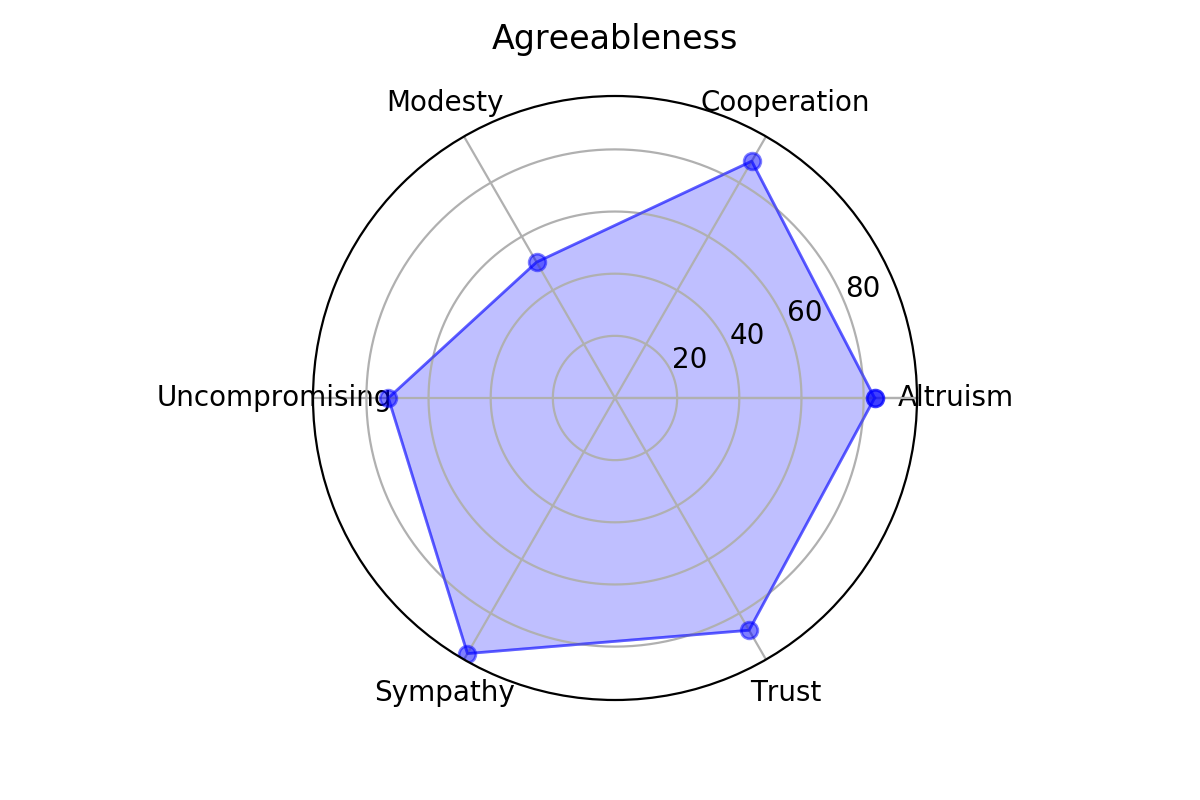 Agreeableness
Modesty
Cooperation
80
60
40
20
Uncompromising
Altruism
Sympathy
Trust